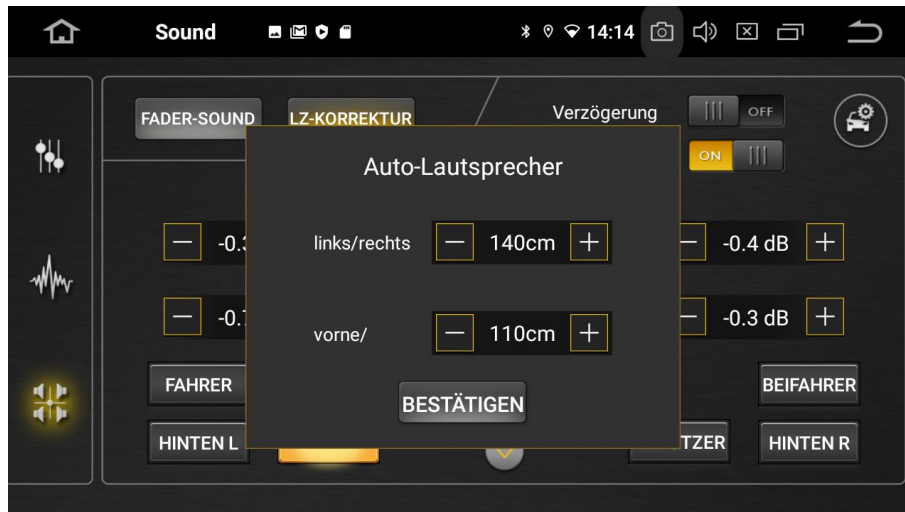 Sound
14:14
FADER-SOUND
LZ-KORREKTUR
Verzögerung
OFF
ON
Auto-Lautsprecher
links/rechts
140cm
-0.4 dB
vorne/
110cm
-0.3 dB
BESTÄTIGEN
FAHRER
BEIFAHRER
HINTEN L
HINTEN R